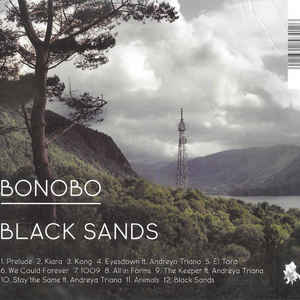 BONOBO
BLACK SANDS
1. Prelude 2. Kiara 3. Kong 4. Eyesdown ft. Andreya Triana 5. El Toro
6. We Could Forever 7. 1009 8. All in Forms 9. The Keeper ft. Andreya Triana
10. Stay the Same ft. Andreya Triana 11. Animals 12. Black Sands